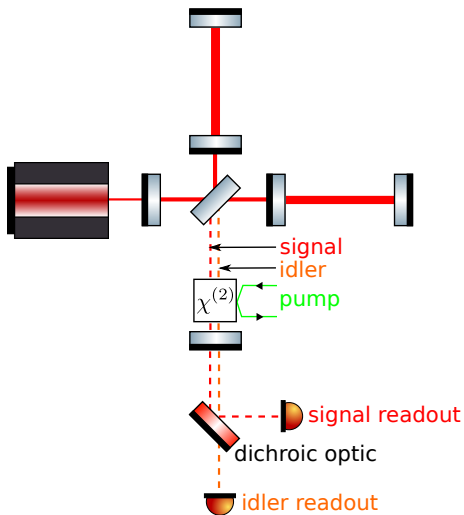 signal
idler
χ^(2)
pump
signal readout
dichroic optic
idler readout